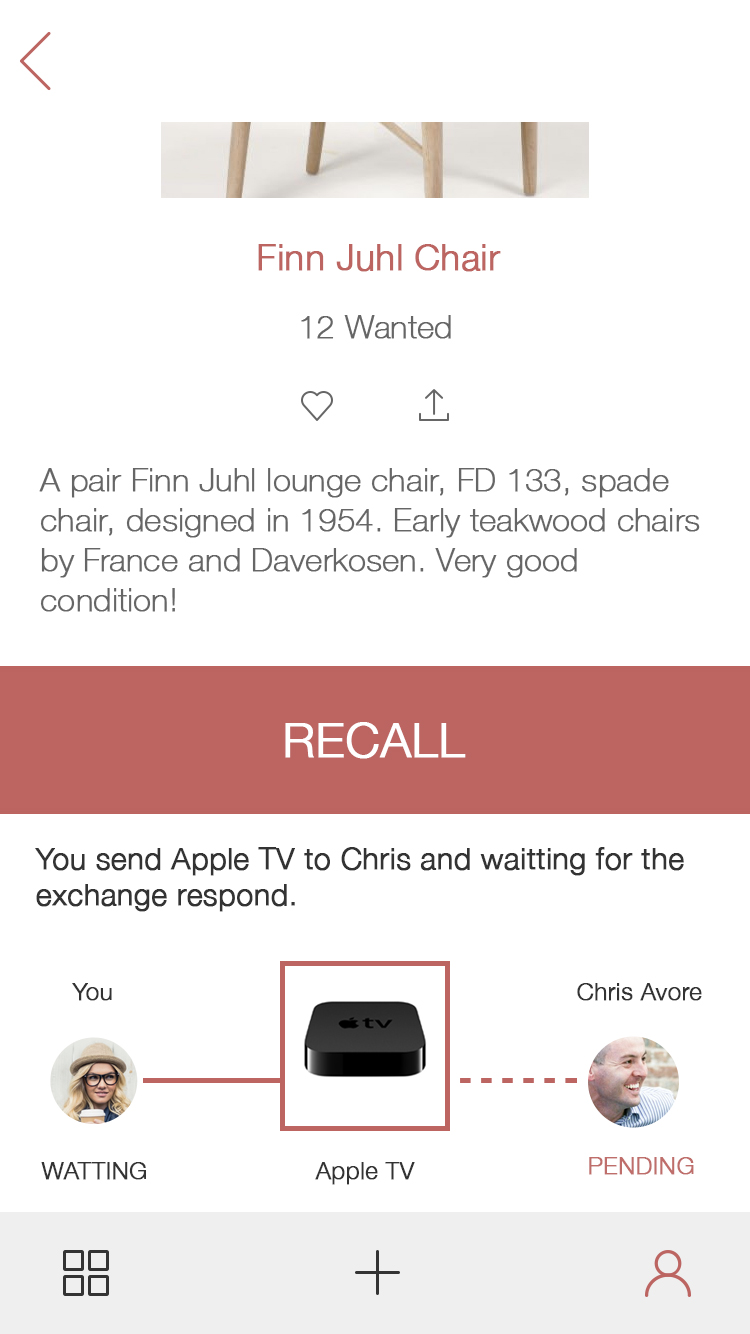 Finn Juhl Chair
12 Wanted
A pair Finn Juhl lounge chair, FD 133, spade
chair, designed in 1954. Early teakwood chairs
by France and Daverkosen. Very good
condition!
RECALL
You send Apple TV to Chris and waitting for the
exchange respond.
You
Chris Avore
tv
WATTING
Apple TV
PENDING